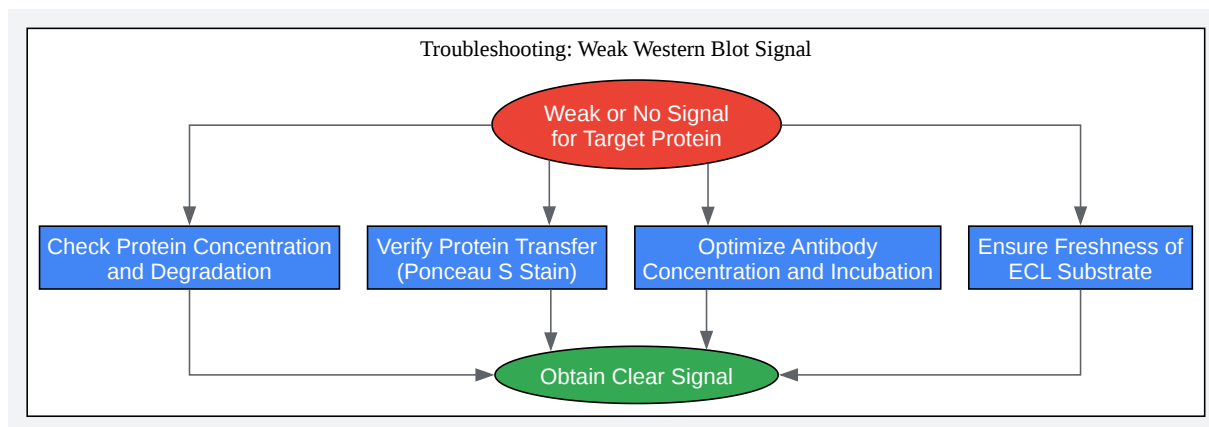 Troubleshooting: Weak Western Blot Signal
Weak or No Signal
for Target Protein
Check Protein Concentration
and Degradation
Verify Protein Transfer
(Ponceau S Stain)
Optimize Antibody
Concentration and Incubation
Ensure Freshness of
ECL Substrate
Obtain Clear Signal